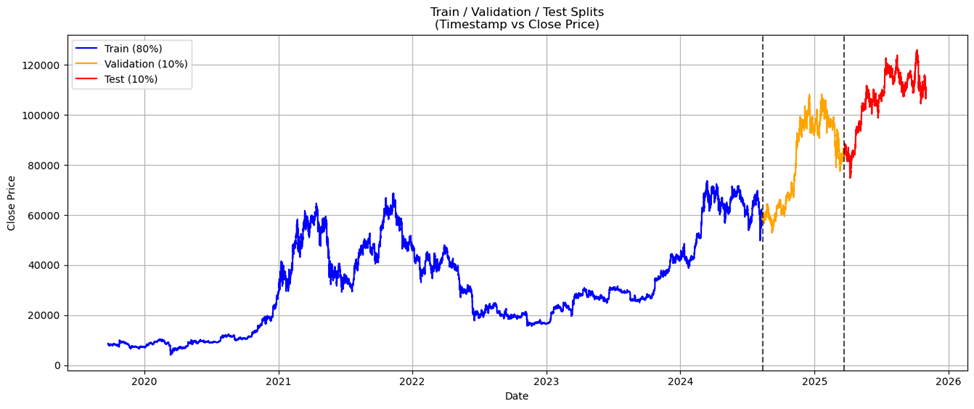 Train / Validation / Test Splits
(Timestamp vs Close Price)
Train (80%)
Validation (10%)
Test (10%)
120000
100000
80000
60000
40000
20000
0
Close Price
2020
2021
2022
2023
2024
2025
2026
Date